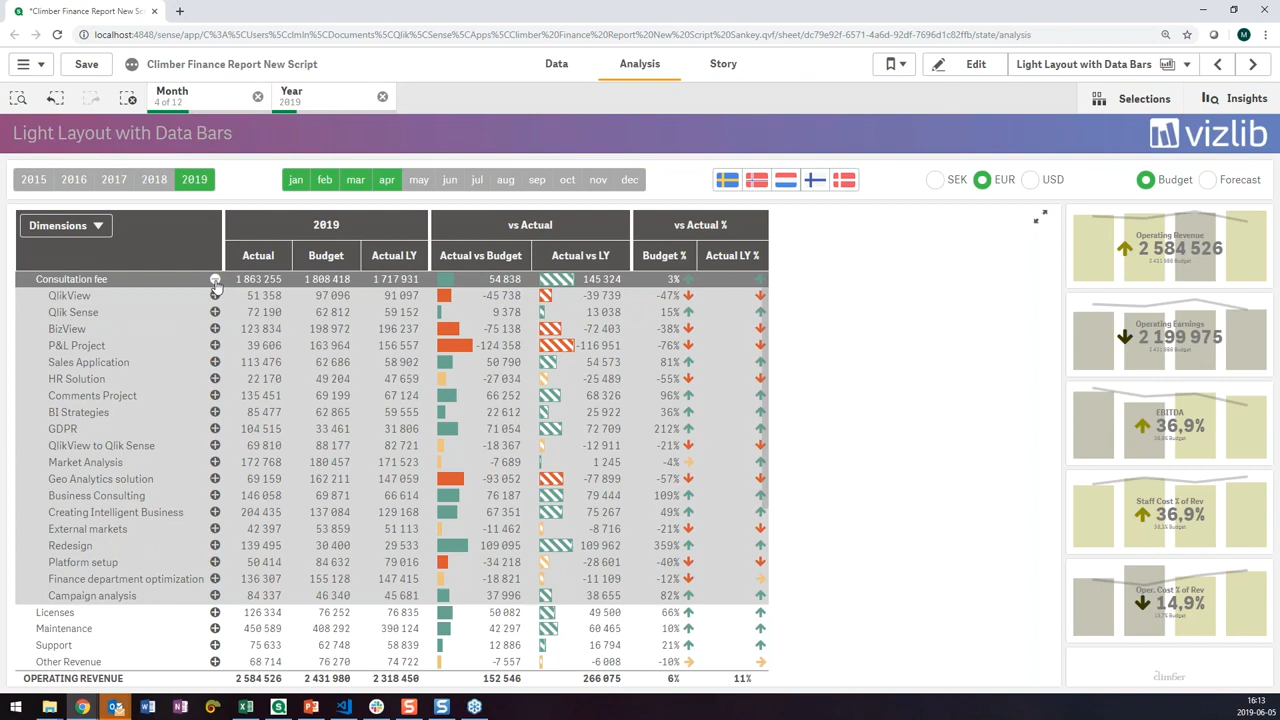 *Climber Finance Report New Scr
localhost:4848/sense/app/C%3A%5CUsers%5Cclmln%5CDocuments%5CQlik%5CSense%5CApps%5CClimber%20Finance%20Report%20New%20Script%20Sankey.qvf/sheet/dc79e92f-6571-4a6d-92df-7696d1c82ffb/state/analysis
M
Save
Climber Finance Report New Script
Data
Analysis
Story
Edit
Light Layout with Data Bars
Month
4 of 12
Year
2019
Selections
Insights
Light Layout with Data Bars
vizlib
2015 2016 2017 2018 2019
jan feb mar apr may jun jul aug sep oct nov dec
SEK EUR USD
Budget Forecast
Dimensions 2019 vs Actual vs Actual %
Actual Budget Actual LY Actual vs Budget Actual vs LY Budget % Actual LY %
Consultation fee 1 863 255 1 808 418 1 717 931 54 838 145 324 3%
QlikView 51 358 97 096 91 097 -45 738 -39 739 -47%
Qlik Sense 72 190 62 812 59 152 9 378 13 038 15%
BizView 123 834 198 972 196 237 -75 138 -72 403 -38%
P&L Project 39 606 163 964 156 557 -124 358 -116 951 -76%
Sales Application 113 476 62 686 58 902 50 790 54 573 81%
HR Solution 22 170 49 204 47 659 -27 034 -25 489 -55%
Comments Project 135 451 69 199 67 124 66 252 68 326 96%
BI Strategies 85 477 62 865 59 555 22 612 25 922 36%
GDPR 104 515 33 461 31 806 71 054 72 709 212%
QlikView to Qlik Sense 69 810 88 177 82 721 -18 367 -12 911 -21%
Market Analysis 172 768 180 457 171 523 -7 689 1 245 -4%
Geo Analytics solution 69 159 162 211 147 059 -93 052 -77 899 -57%
Business Consulting 146 058 69 871 66 614 76 187 79 444 109%
Creating Intelligent Business 204 435 137 084 129 168 67 351 75 267 49%
External markets 42 397 53 859 51 113 -11 462 -8 716 -21%
Redesign 139 495 30 400 29 533 109 095 109 962 359%
Platform setup 50 414 84 632 79 016 -34 218 -28 601 -40%
Finance department optimization 136 307 155 128 147 415 -18 821 -11 109 -12%
Campaign analysis 84 337 46 340 45 681 37 996 38 655 82%
Licenses 126 334 76 252 76 835 50 082 49 500 66%
Maintenance 450 589 408 292 390 124 42 297 60 465 10%
Support 75 633 62 748 58 839 12 886 16 794 21%
Other Revenue 68 714 76 270 74 722 -7 557 -6 008 -10%
OPERATING REVENUE 2 584 526 2 431 980 2 318 450 152 546 266 075 6% 11%
Operating Revenue
2 584 526
2 431 980 Budget
Operating Earnings
2 199 975
EBITDA
36,9%
Staff Cost % of Rev
36,9%
Oper. Cost % of Rev
14,9%
climber
16:13
2019-06-05